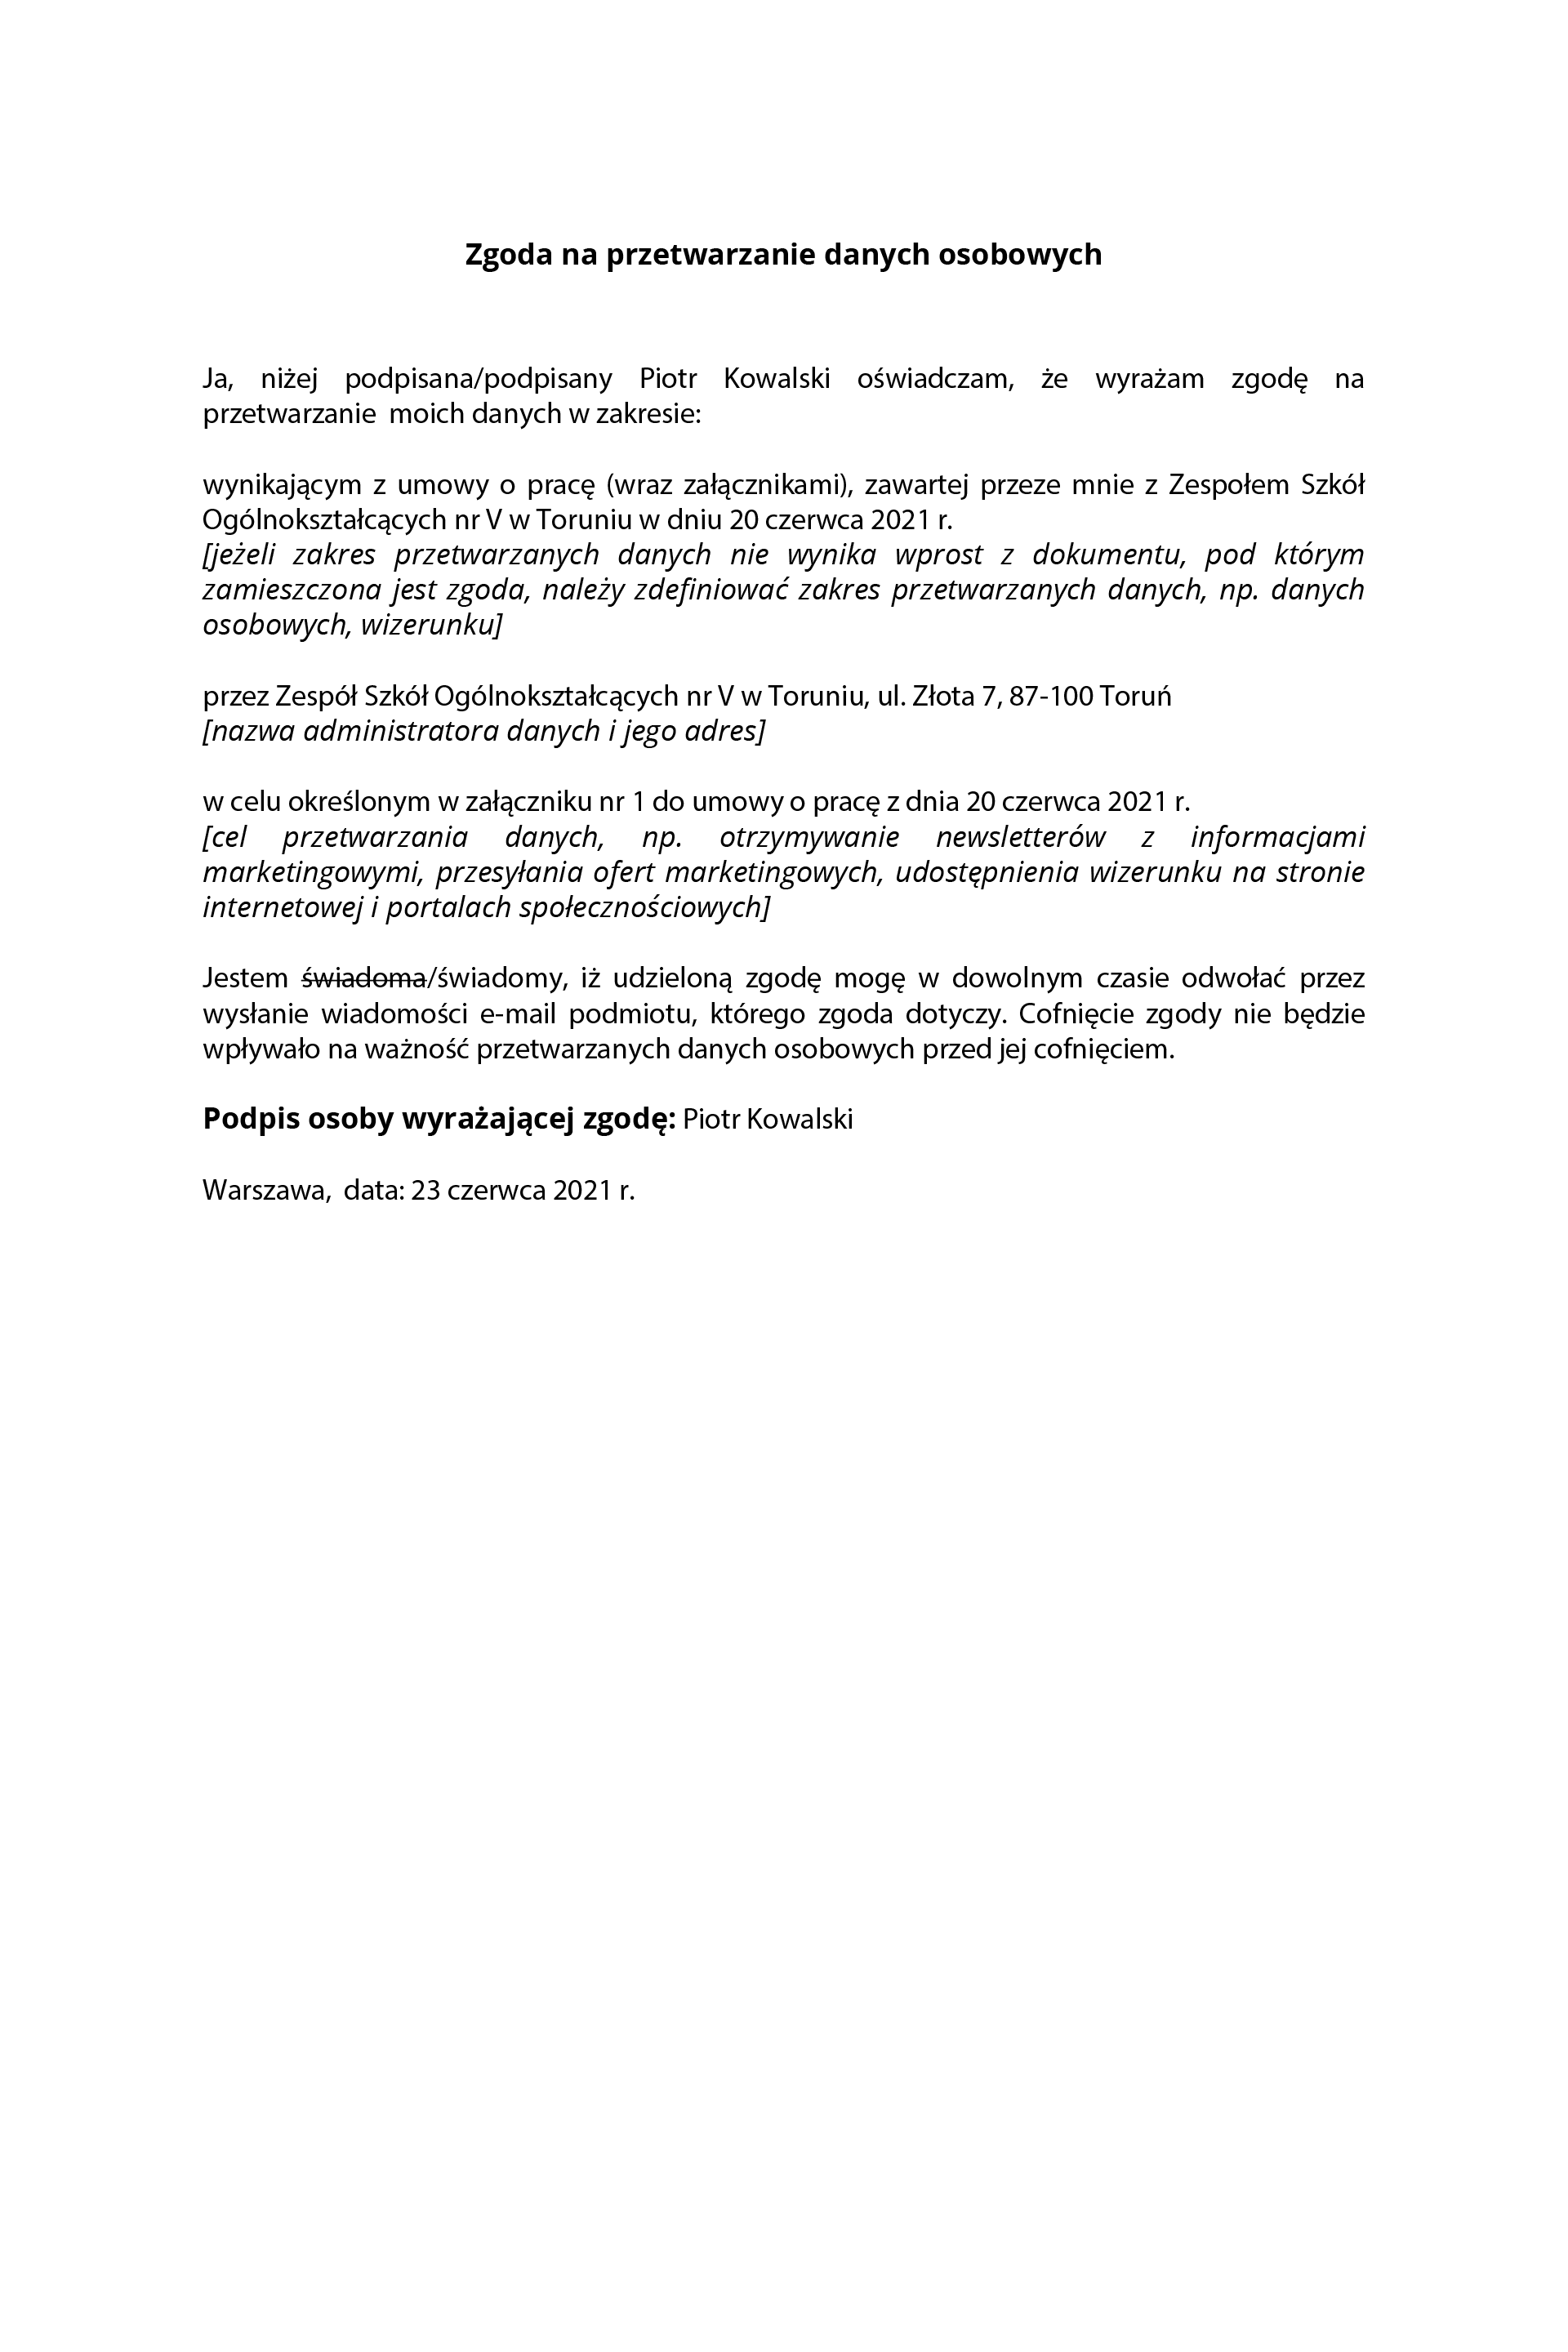 Zgoda na przetwarzanie danych osobowych
Ja, niżej podpisana/podpisany Piotr Kowalski oświadczam, że wyrażam zgodę na
przetwarzanie moich danych w zakresie:
wynikającym z umowy o pracę (wraz załącznikami), zawartej przeze mnie z Zespołem Szkół
Ogólnokształcących nr V w Toruniu w dniu 20 czerwca 2021 r.
[jeżeli zakres przetwarzanych danych nie wynika wprost z dokumentu, pod którym
zamieszczona jest zgoda, należy zdefiniować zakres przetwarzanych danych, np. danych
osobowych, wizerunku]
przez Zespół Szkół Ogólnokształcących nr V w Toruniu, ul. Złota 7, 87-100 Toruń
[nazwa administratora danych i jego adres]
w celu określonym w załączniku nr 1 do umowy o pracę z dnia 20 czerwca 2021 r.
[cel przetwarzania danych, np. otrzymywanie newsletterów z informacjami
marketingowymi, przesyłania ofert marketingowych, udostępnienia wizerunku na stronie
internetowej i portalach społecznościowych]
Jestem świadoma/świadomy, iż udzieloną zgodę mogę w dowolnym czasie odwołać przez
wysłanie wiadomości e-mail podmiotu, którego zgoda dotyczy. Cofnięcie zgody nie będzie
wpływało na ważność przetwarzanych danych osobowych przed jej cofnięciem.
Podpis osoby wyrażającej zgodę: Piotr Kowalski
Warszawa, data: 23 czerwca 2021 r.